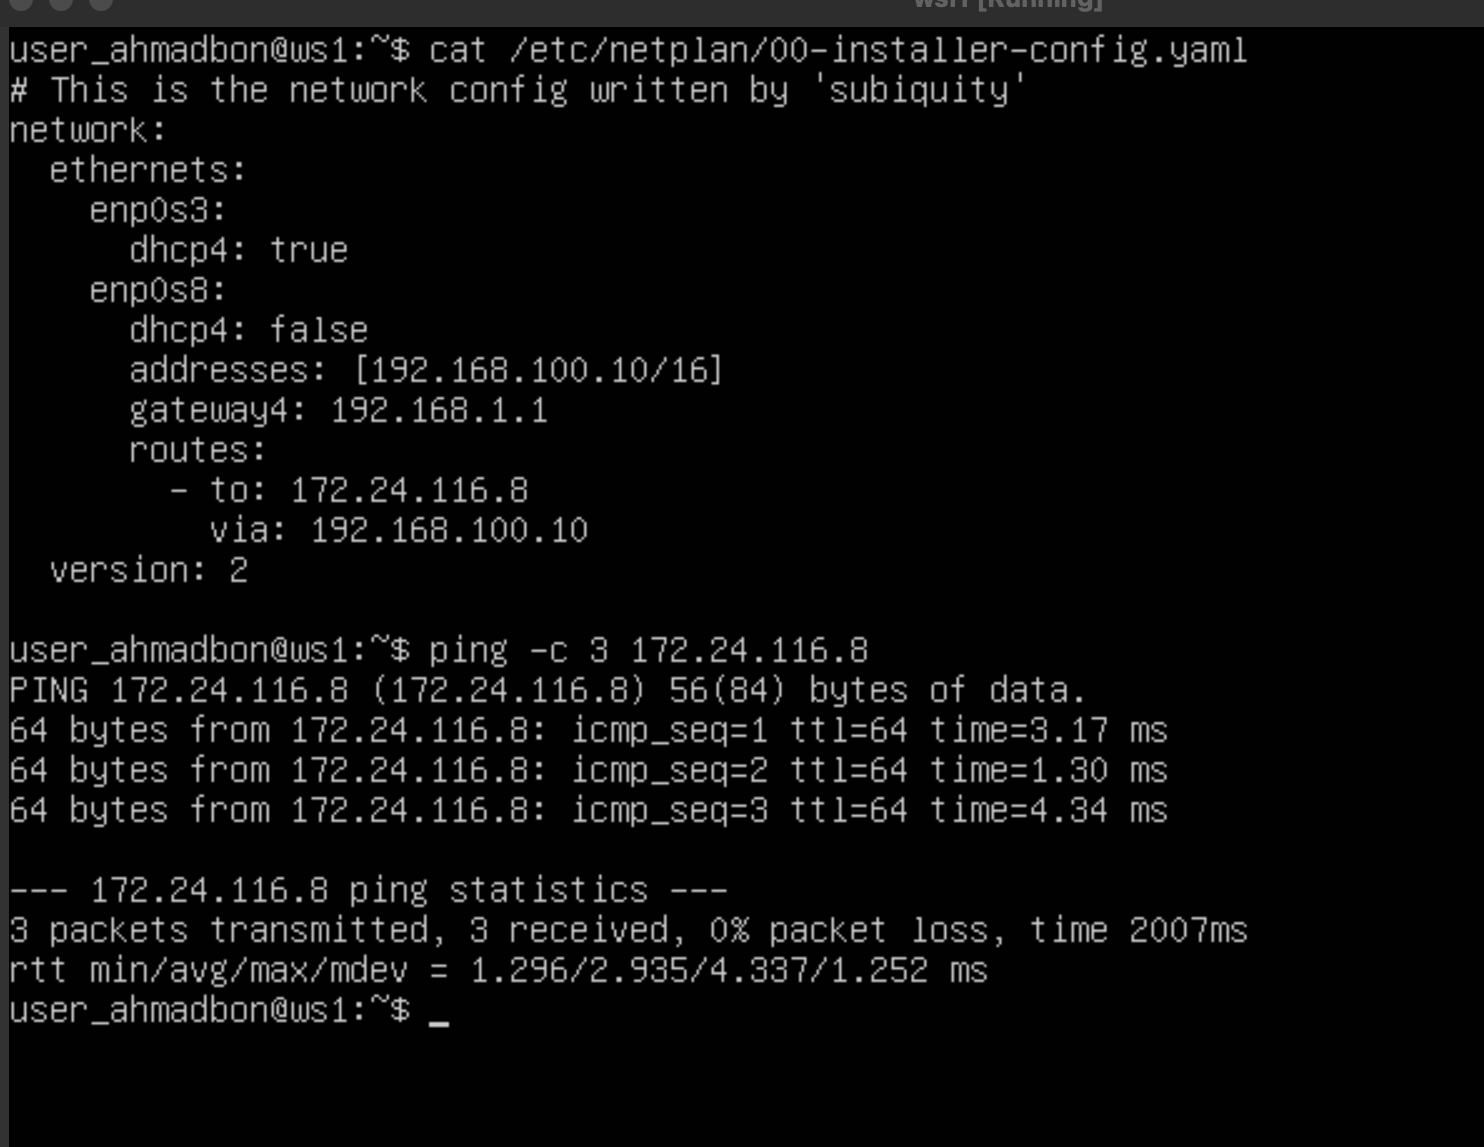 ws1 [Running]
user_ahmadbon@ws1:~$ cat /etc/netplan/00-installer-config.yaml
# This is the network config written by 'subiquity'
network:
  ethernets:
    enp0s3:
      dhcp4: true
    enp0s8:
      dhcp4: false
      addresses: [192.168.100.10/16]
      gateway4: 192.168.1.1
      routes:
        - to: 172.24.116.8
          via: 192.168.100.10
  version: 2
user_ahmadbon@ws1:~$ ping -c 3 172.24.116.8
PING 172.24.116.8 (172.24.116.8) 56(84) bytes of data.
64 bytes from 172.24.116.8: icmp_seq=1 ttl=64 time=3.17 ms
64 bytes from 172.24.116.8: icmp_seq=2 ttl=64 time=1.30 ms
64 bytes from 172.24.116.8: icmp_seq=3 ttl=64 time=4.34 ms
--- 172.24.116.8 ping statistics ---
3 packets transmitted, 3 received, 0% packet loss, time 2007ms
rtt min/avg/max/mdev = 1.296/2.935/4.337/1.252 ms
user_ahmadbon@ws1:~$ _